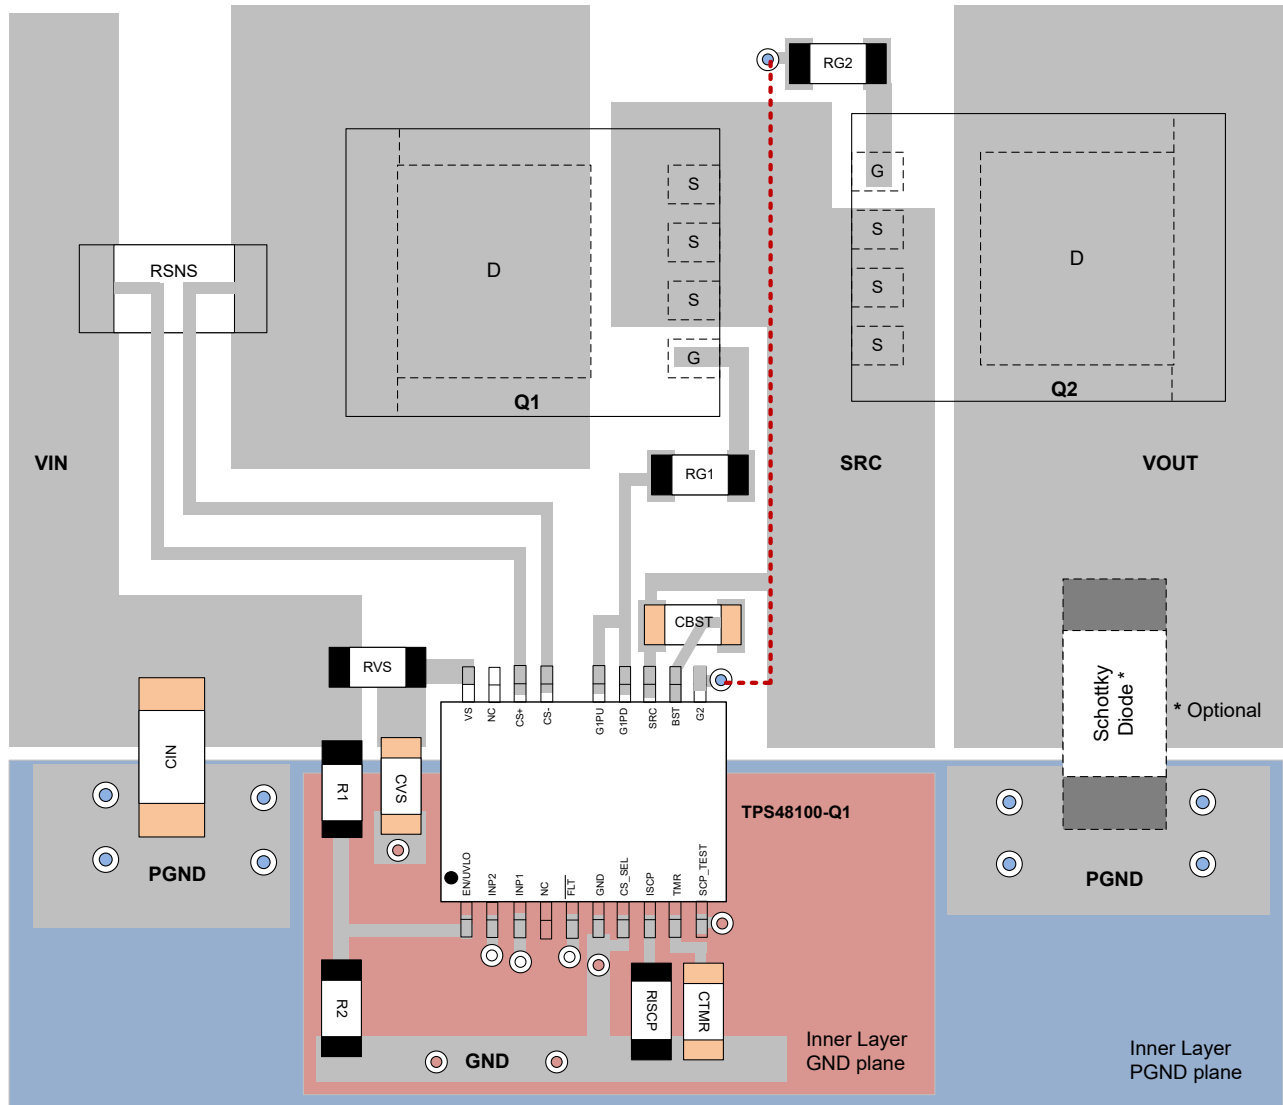 RG2
G
S
S
S
D
Q2
S
S
S
G
D
Q1
RSNS
VIN
RG1
SRC
VOUT
CBST
RVS
VS
NC
CS+
CS-
G1PU
G1PD
SRC
BST
G2
Schottky
Diode *
* Optional
CIN
R1
CVS
TPS48100-Q1
PGND
PGND
EN/UVLO
INP2
INP1
NC
FLT
GND
CS_SEL
ISCP
TMR
SCP_TEST
R2
RISCP
CTMR
GND
Inner Layer
GND plane
Inner Layer
PGND plane